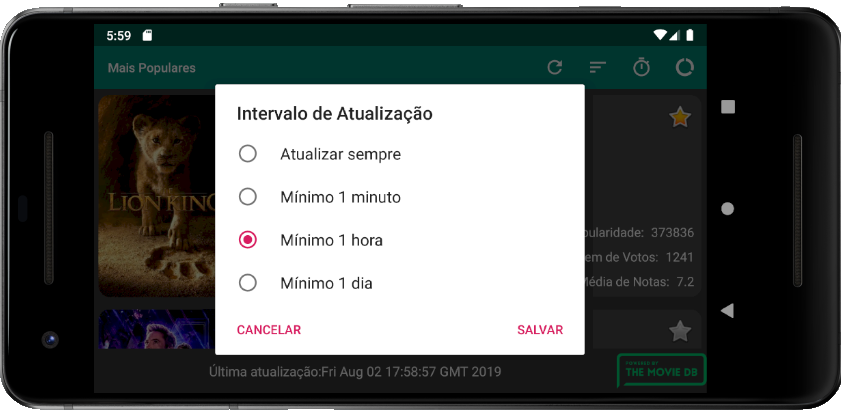 5:59
Mais Populares
Intervalo de Atualização
Atualizar sempre
Mínimo 1 minuto
Mínimo 1 hora
Mínimo 1 dia
CANCELAR SALVAR
LION KING
pularidade: 373836
em de Votos: 1241
Média de Notas: 7.2
Última atualização:Fri Aug 02 17:58:57 GMT 2019
POWERED BY
THE MOVIE DB